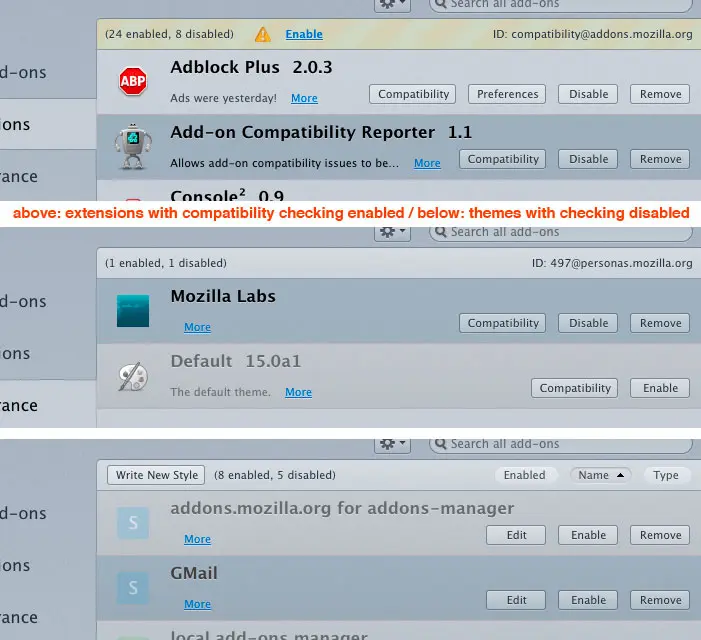 Search all add-ons
(24 enabled, 8 disabled) Enable ID: compatibility@addons.mozilla.org
d-ons
ABP Adblock Plus 2.0.3
Ads were yesterday! More Compatibility Preferences Disable Remove
ions
Add-on Compatibility Reporter 1.1
Allows add-on compatibility issues to be... More Compatibility Disable Remove
rance
Console² 0.9
above: extensions with compatibility checking enabled / below: themes with checking disabled
Search all add-ons
(1 enabled, 1 disabled) ID: 497@personas.mozilla.org
d-ons
Mozilla Labs
More Compatibility Disable Remove
ions
Default 15.0a1
The default theme. More Compatibility Enable
rance
Search all add-ons
Write New Style (8 enabled, 5 disabled) Enabled Name Type
d-ons
S addons.mozilla.org for addons-manager
More Edit Enable Remove
ions
S GMail
More Edit Enable Remove
rance
local add-ons manager